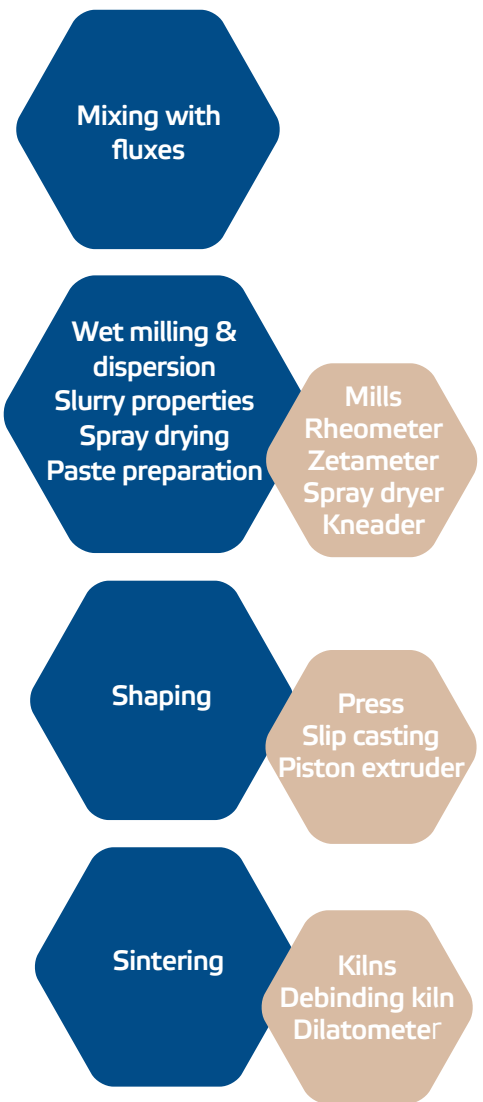 Mixing with
fluxes
Wet milling &
dispersion
Slurry properties
Spray drying
Paste preparation
Mills
Rheometer
Zetameter
Spray dryer
Kneader
Shaping
Press
Slip casting
Piston extruder
Sintering
Kilns
Debinding kiln
Dilatometer